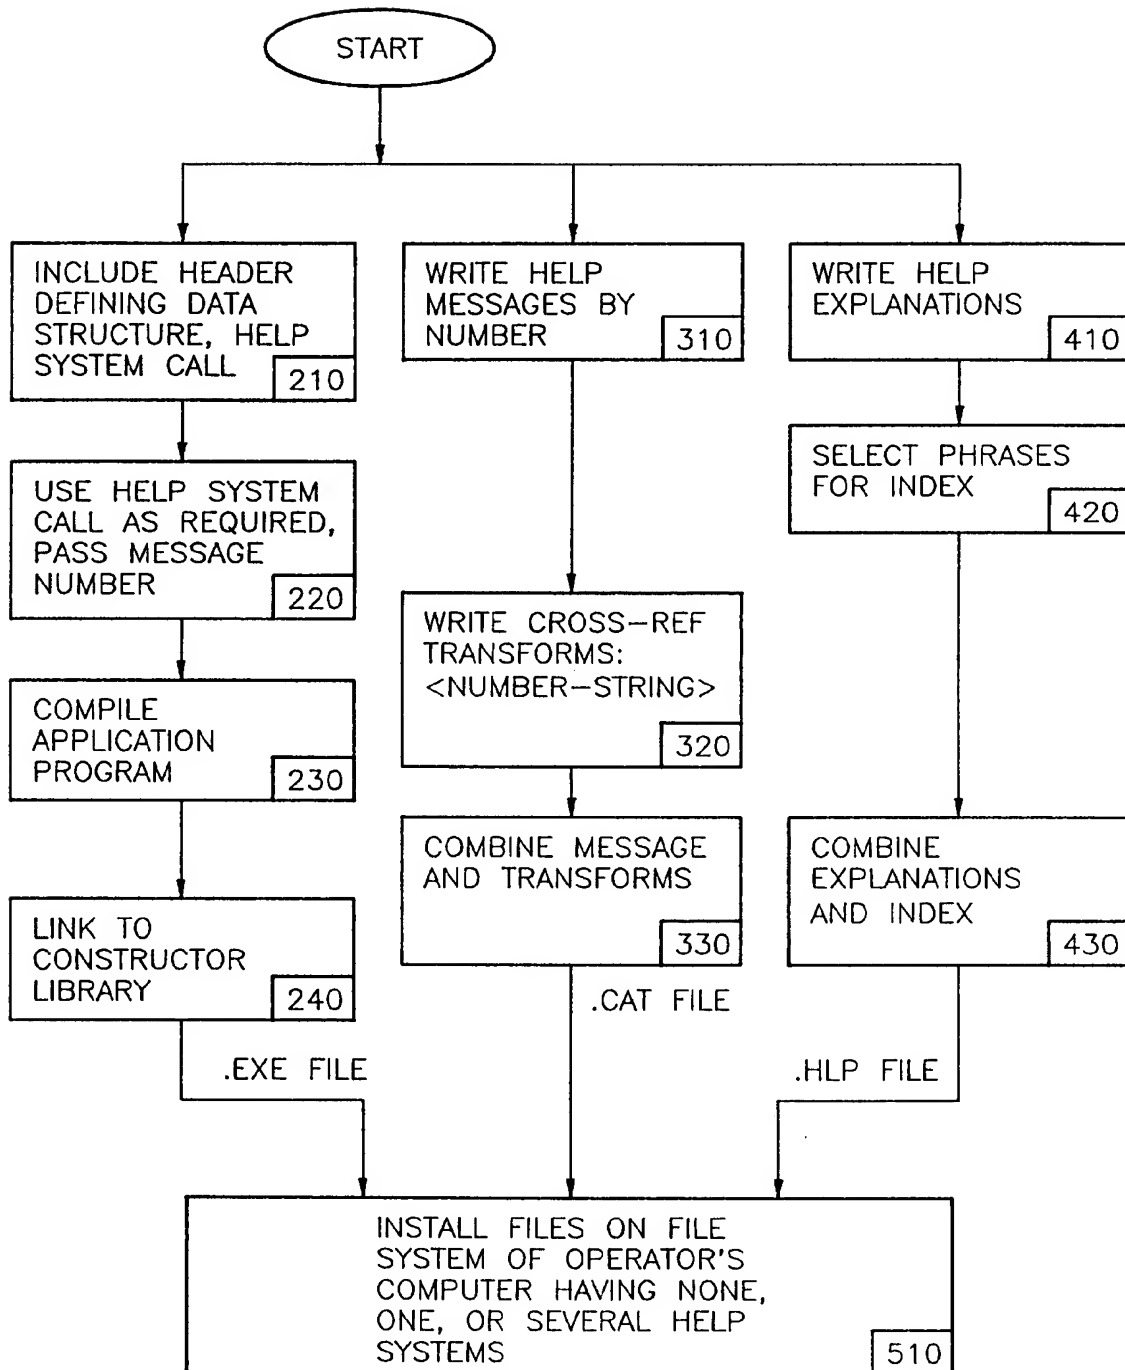 START
INCLUDE HEADER
DEFINING DATA
STRUCTURE, HELP
SYSTEM CALL
210
USE HELP SYSTEM
CALL AS REQUIRED,
PASS MESSAGE
NUMBER
220
COMPILE
APPLICATION
PROGRAM
230
LINK TO
CONSTRUCTOR
LIBRARY
240
.EXE FILE
WRITE HELP
MESSAGES BY
NUMBER
310
WRITE CROSS-REF
TRANSFORMS:
<NUMBER-STRING>
320
COMBINE MESSAGE
AND TRANSFORMS
330
.CAT FILE
WRITE HELP
EXPLANATIONS
410
SELECT PHRASES
FOR INDEX
420
COMBINE
EXPLANATIONS
AND INDEX
430
.HLP FILE
INSTALL FILES ON FILE
SYSTEM OF OPERATOR'S
COMPUTER HAVING NONE,
ONE, OR SEVERAL HELP
SYSTEMS
510